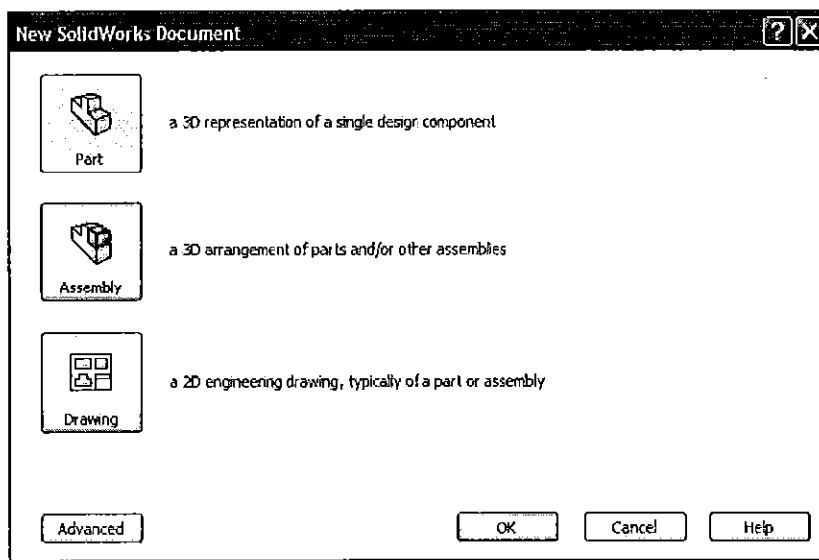 New SolidWorks Document
a 3D representation of a single design component
Part
a 3D arrangement of parts and/or other assemblies
Assembly
a 2D engineering drawing, typically of a part or assembly
Drawing
Advanced OK Cancel Help